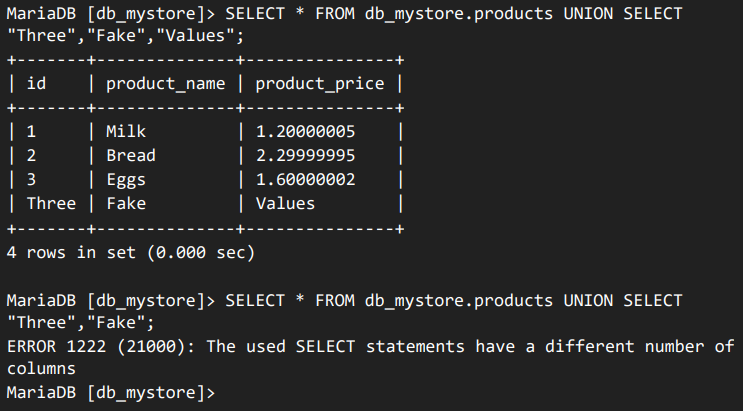 MariaDB [db_mystore]> SELECT * FROM db_mystore.products UNION SELECT
"Three","Fake","Values";
+-------+--------------+---------------+
| id    | product_name | product_price |
+-------+--------------+---------------+
| 1     | Milk         | 1.20000005    |
| 2     | Bread        | 2.29999995    |
| 3     | Eggs         | 1.60000002    |
| Three | Fake         | Values        |
+-------+--------------+---------------+
4 rows in set (0.000 sec)

MariaDB [db_mystore]> SELECT * FROM db_mystore.products UNION SELECT
"Three","Fake";
ERROR 1222 (21000): The used SELECT statements have a different number of
columns
MariaDB [db_mystore]>